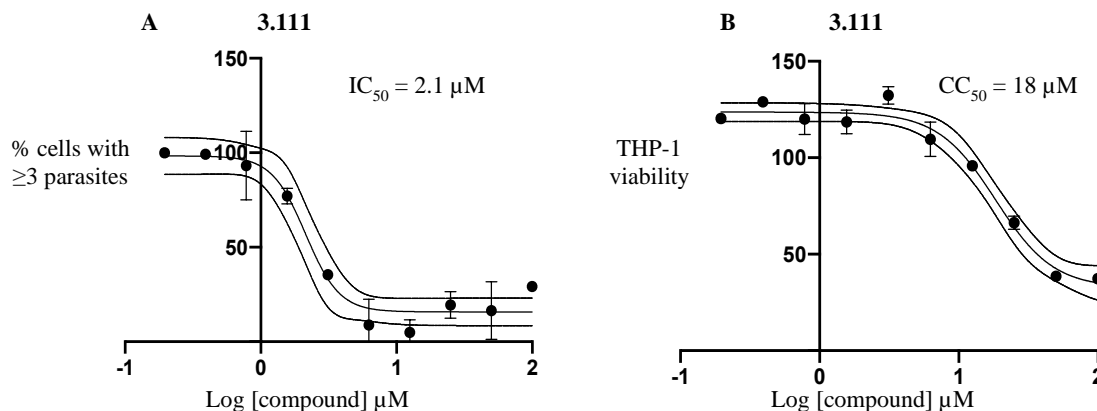 A 3.111
150
IC50 = 2.1 µM
100
% cells with
≥3 parasites
50
-1 0 1 2
Log [compound] µM
B 3.111
150
CC50 = 18 µM
100
THP-1
viability
50
-1 0 1 2
Log [compound] µM